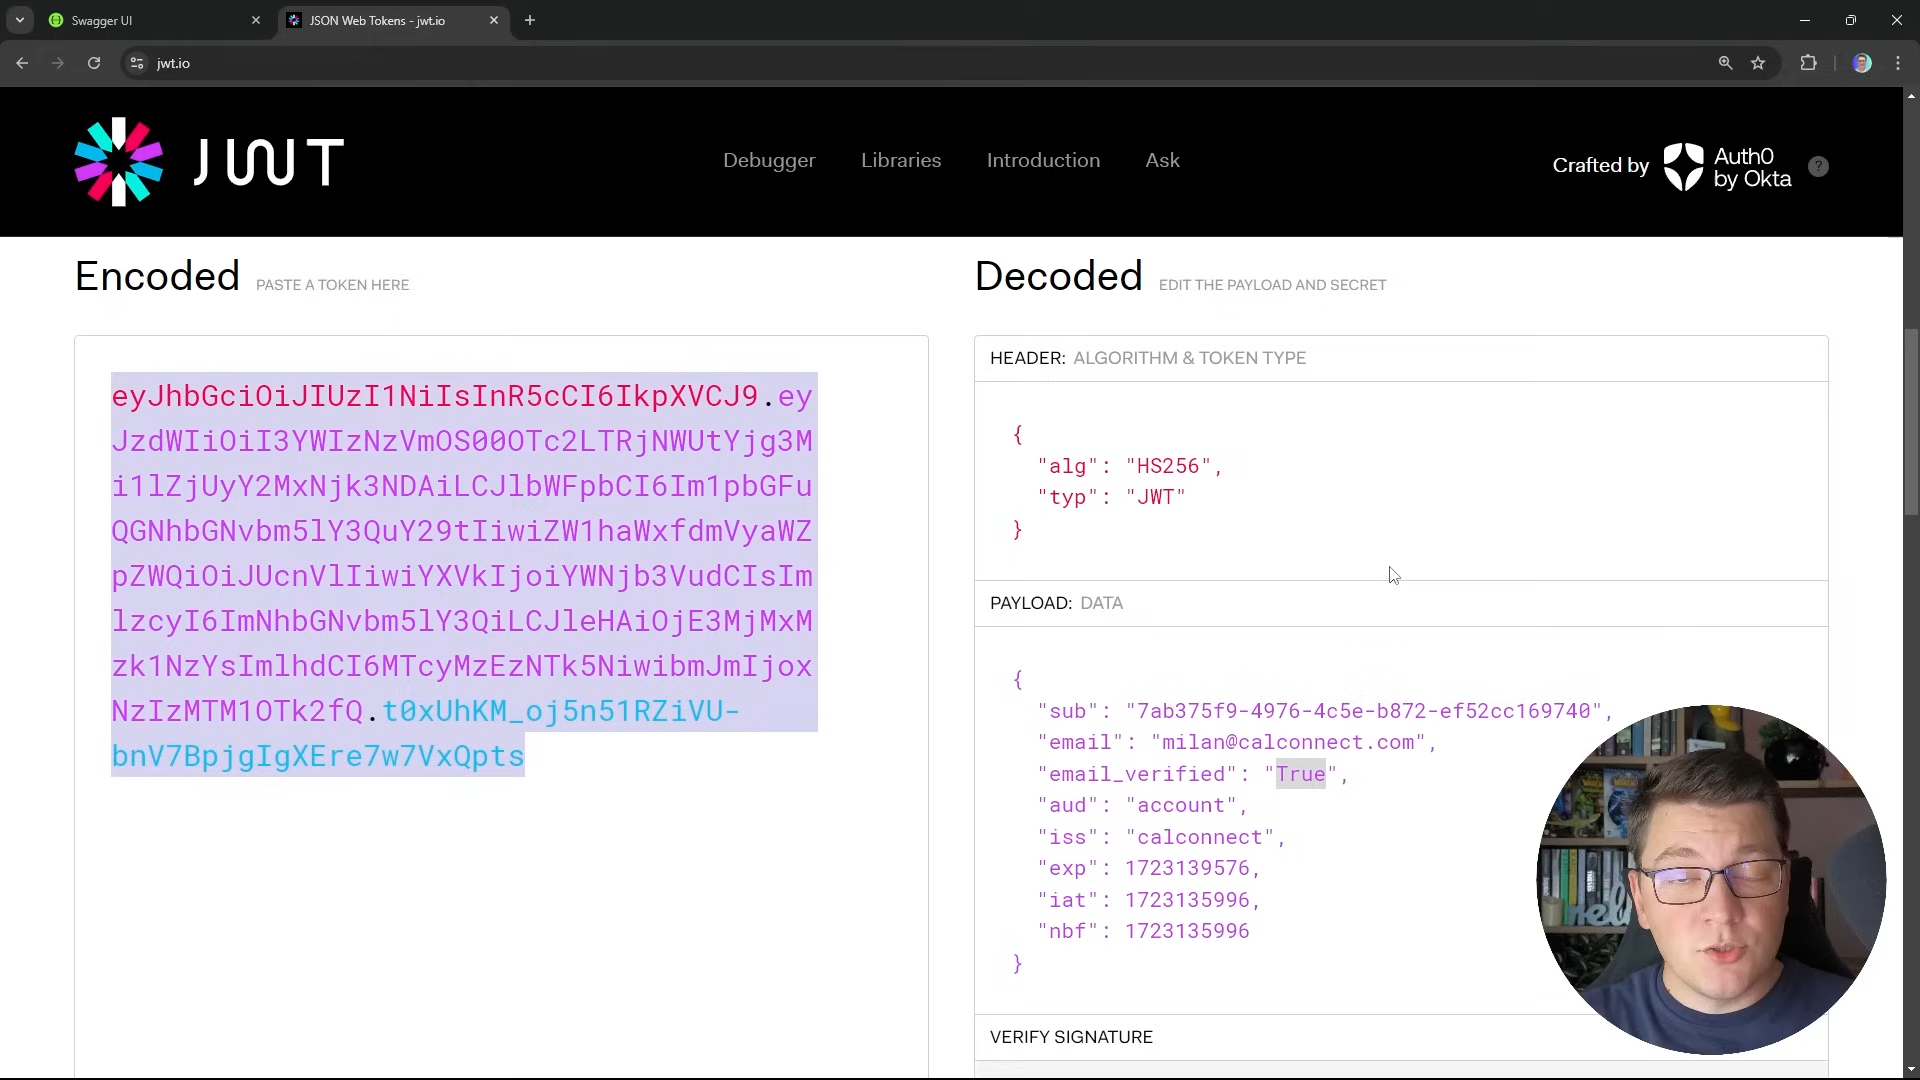 Swagger UI
JSON Web Tokens - jwt.io
jwt.io
JWT
Debugger
Libraries
Introduction
Ask
Crafted by
Auth0
by Okta
?
Encoded PASTE A TOKEN HERE
eyJhbGciOiJIUzI1NiIsInR5cCI6IkpXVCJ9.ey
JzdWIiOiI3YWIzNzVmOS00OTc2LTRjNWUtYjg3M
i1lZjUyY2MxNjk3NDAiLCJlbWFpbCI6Im1pbGFu
QGNhbGNvbm5lY3QuY29tIiwiZW1haWxfdmVyaWZ
pZWQiOiJUcnVlIiwiYXVkIjoiYWNjb3VudCIsIm
lzcyI6ImNhbGNvbm5lY3QiLCJleHAiOjE3MjMxM
zk1NzYsImlhdCI6MTcyMzEzNTk5NiwibmJmIjox
NzIzMTM1OTk2fQ.t0xUhKM_oj5n51RZiVU-
bnV7BpjgIgXEre7w7VxQpts
Decoded EDIT THE PAYLOAD AND SECRET
HEADER: ALGORITHM & TOKEN TYPE
{
"alg": "HS256",
"typ": "JWT"
}
PAYLOAD: DATA
{
"sub": "7ab375f9-4976-4c5e-b872-ef52cc169740",
"email": "milan@calconnect.com",
"email_verified": "True",
"aud": "account",
"iss": "calconnect",
"exp": 1723139576,
"iat": 1723135996,
"nbf": 1723135996
}
VERIFY SIGNATURE